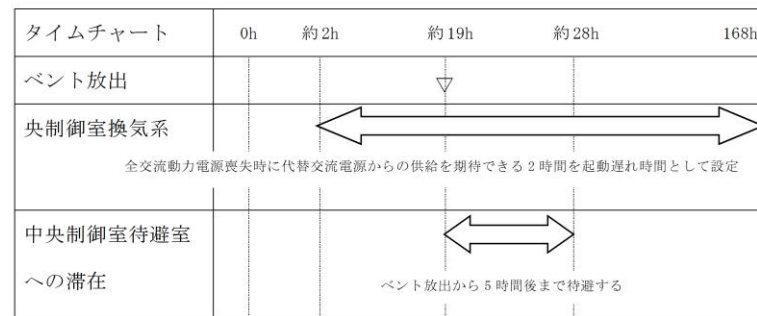 タイムチャート 0h 約2h 約19h 約28h 168h
ベント放出
央制御室換気系
全交流動力電源喪失時に代替交流電源からの供給を期待できる2時間を起動遅れ時間として設定
中央制御室待避室
への滞在
ベント放出から5時間後まで待避する